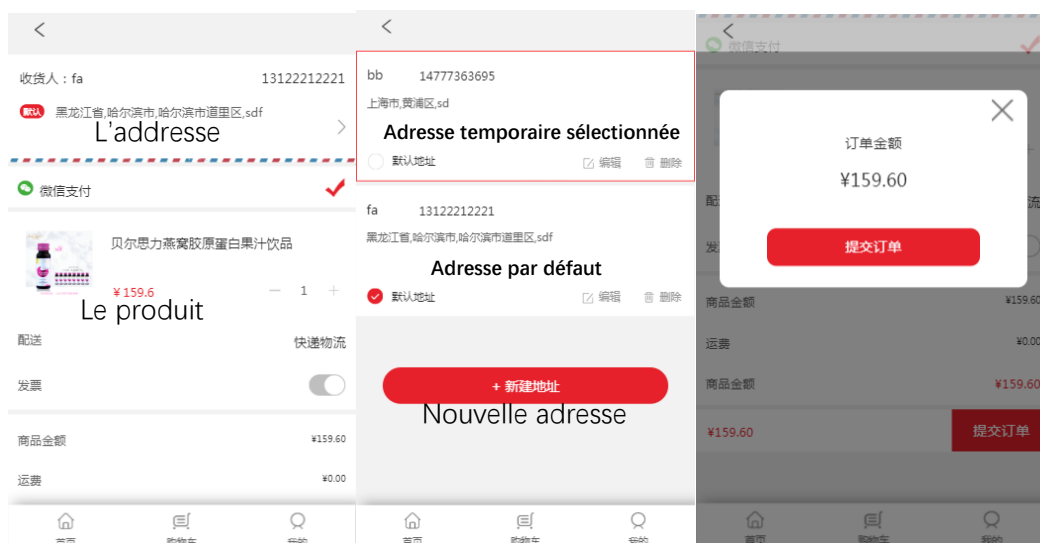 收货人：fa 13122212221
默认 黑龙江省,哈尔滨市,哈尔滨市道里区,sdf
L'addresse
微信支付
贝尔思力燕窝胶原蛋白果汁饮品
¥159.6 — 1 +
Le produit
配送 快递物流
发票
商品金额 ¥159.60
运费 ¥0.00
首页 购物车 我的
bb 14777363695
上海市,黄浦区,sd
Adresse temporaire sélectionnée
默认地址 编辑 删除
fa 13122212221
黑龙江省,哈尔滨市,哈尔滨市道里区,sdf
Adresse par défaut
默认地址 编辑 删除
+ 新建地址
Nouvelle adresse
首页 购物车 我的
微信支付
订单金额
¥159.60
提交订单
配 流
发
商品金额 ¥159.60
运费 ¥0.00
商品金额 ¥159.60
¥159.60 提交订单
首页 购物车 我的